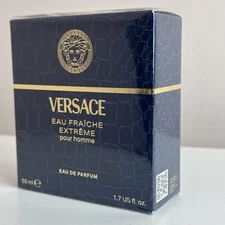 VERSACE
EAU FRAÎCHE
EXTRÊME
pour homme
EAU DE PARFUM
50 ml e 1.7 US fl. oz.